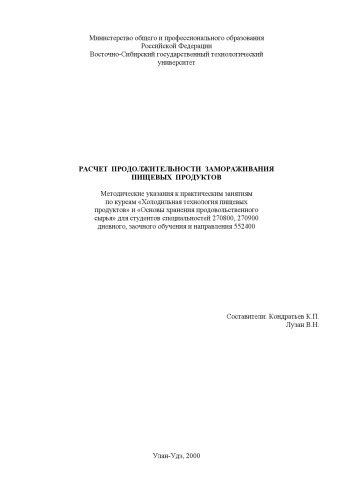 Министерство общего и профессионального образования
Российской Федерации
Восточно-Сибирский государственный технологический
университет
РАСЧЕТ ПРОДОЛЖИТЕЛЬНОСТИ ЗАМОРАЖИВАНИЯ
ПИЩЕВЫХ ПРОДУКТОВ
Методические указания к практическим занятиям
по курсам «Холодильная технология пищевых
продуктов» и «Основы хранения продовольственного
сырья» для студентов специальностей 270800, 270900
дневного, заочного обучения и направления 552400
Составители: Кондратьев К.П.
Лузан В.Н.
Улан-Удэ, 2000